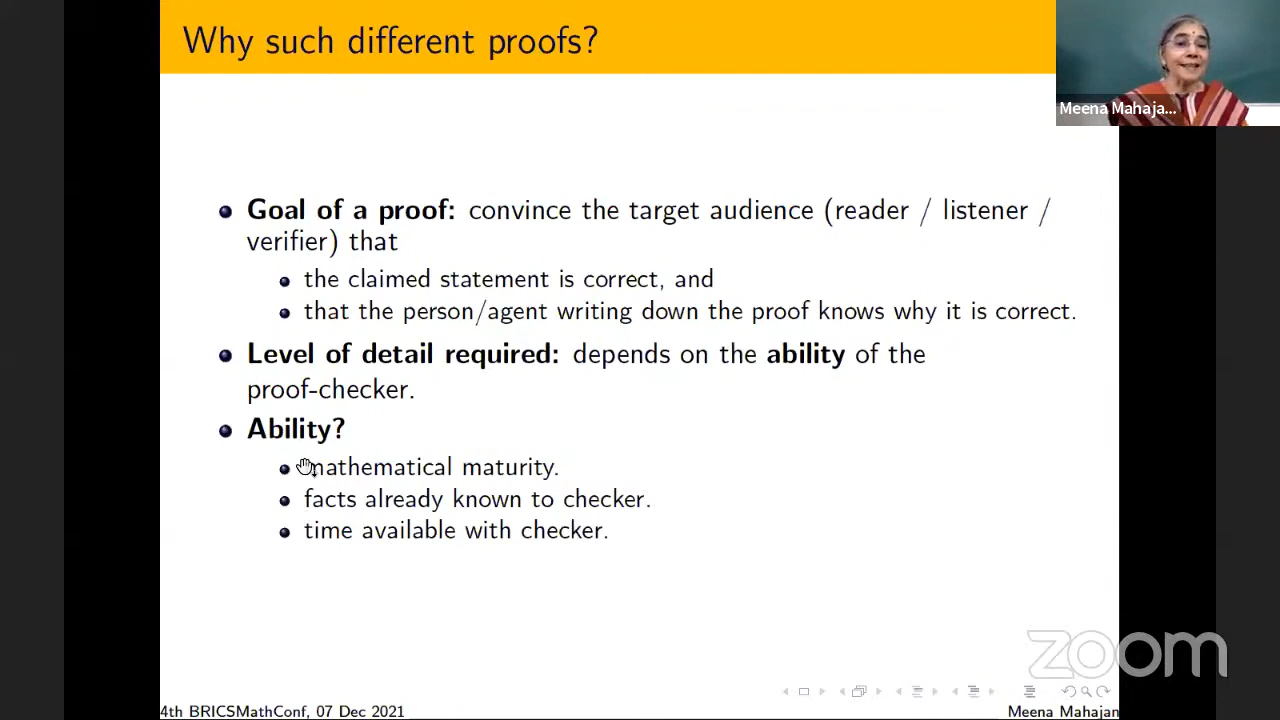 Why such different proofs?
Meena Mahaja...
Goal of a proof: convince the target audience (reader / listener /
verifier) that
the claimed statement is correct, and
that the person/agent writing down the proof knows why it is correct.
Level of detail required: depends on the ability of the
proof-checker.
Ability?
mathematical maturity.
facts already known to checker.
time available with checker.
zoom
4th BRICSMathConf, 07 Dec 2021
Meena Mahajan